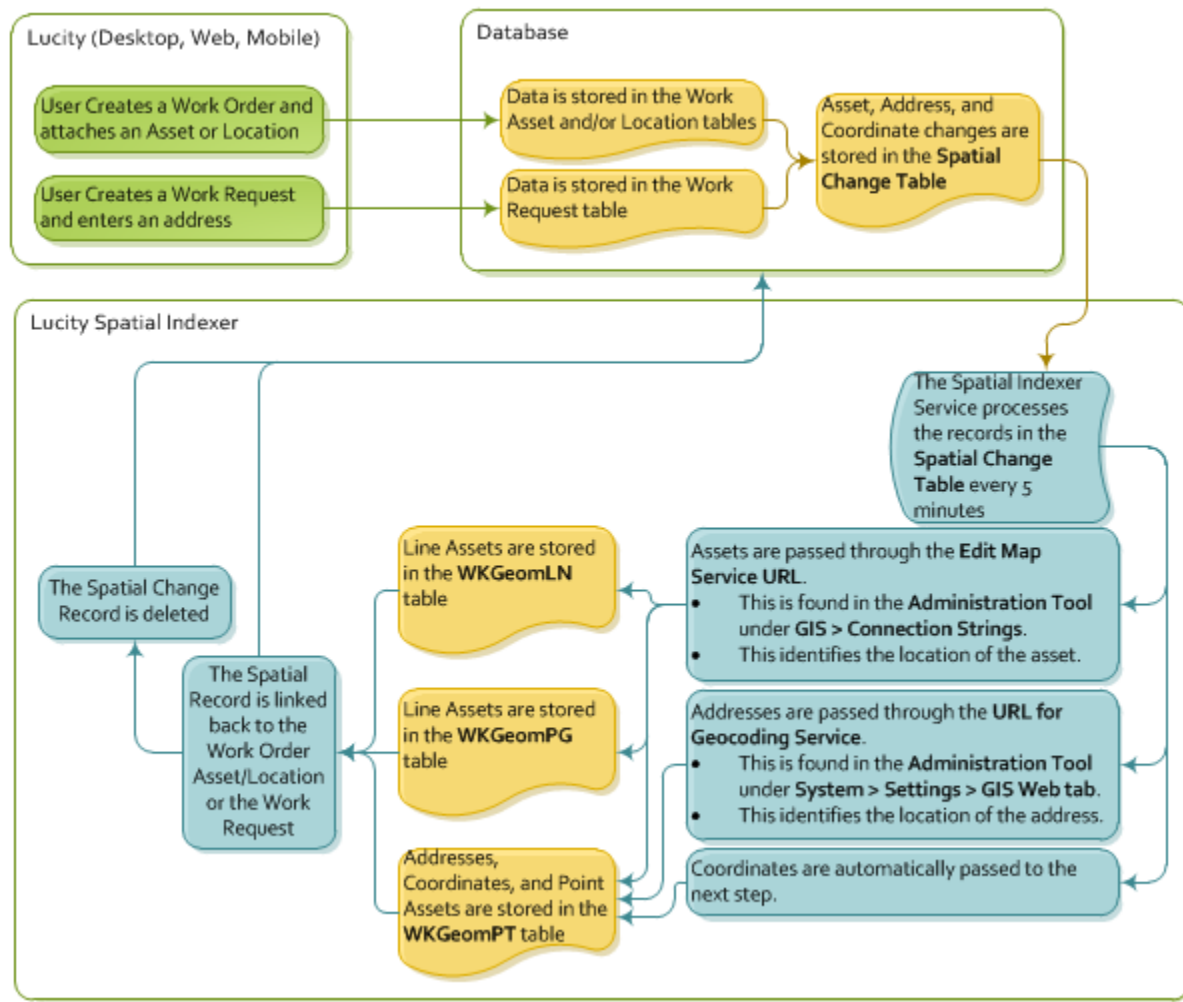 Lucity (Desktop, Web, Mobile)
User Creates a Work Order and
attaches an Asset or Location
User Creates a Work Request
and enters an address
Database
Data is stored in the Work
Asset and/or Location tables
Data is stored in the Work
Request table
Asset, Address, and
Coordinate changes are
stored in the Spatial
Change Table
Lucity Spatial Indexer
The Spatial Indexer
Service processes
the records in the
Spatial Change
Table every 5
minutes
Assets are passed through the Edit Map
Service URL.
• This is found in the Administration Tool
under GIS > Connection Strings.
• This identifies the location of the asset.
Addresses are passed through the URL for
Geocoding Service.
• This is found in the Administration Tool
under System > Settings > GIS Web tab.
• This identifies the location of the address.
Coordinates are automatically passed to the
next step.
Line Assets are stored
in the WKGeomLN
table
Line Assets are stored
in the WKGeomPG
table
Addresses,
Coordinates, and Point
Assets are stored in the
WKGeomPT table
The Spatial
Record is linked
back to the
Work Order
Asset/Location
or the Work
Request
The Spatial Change
Record is deleted